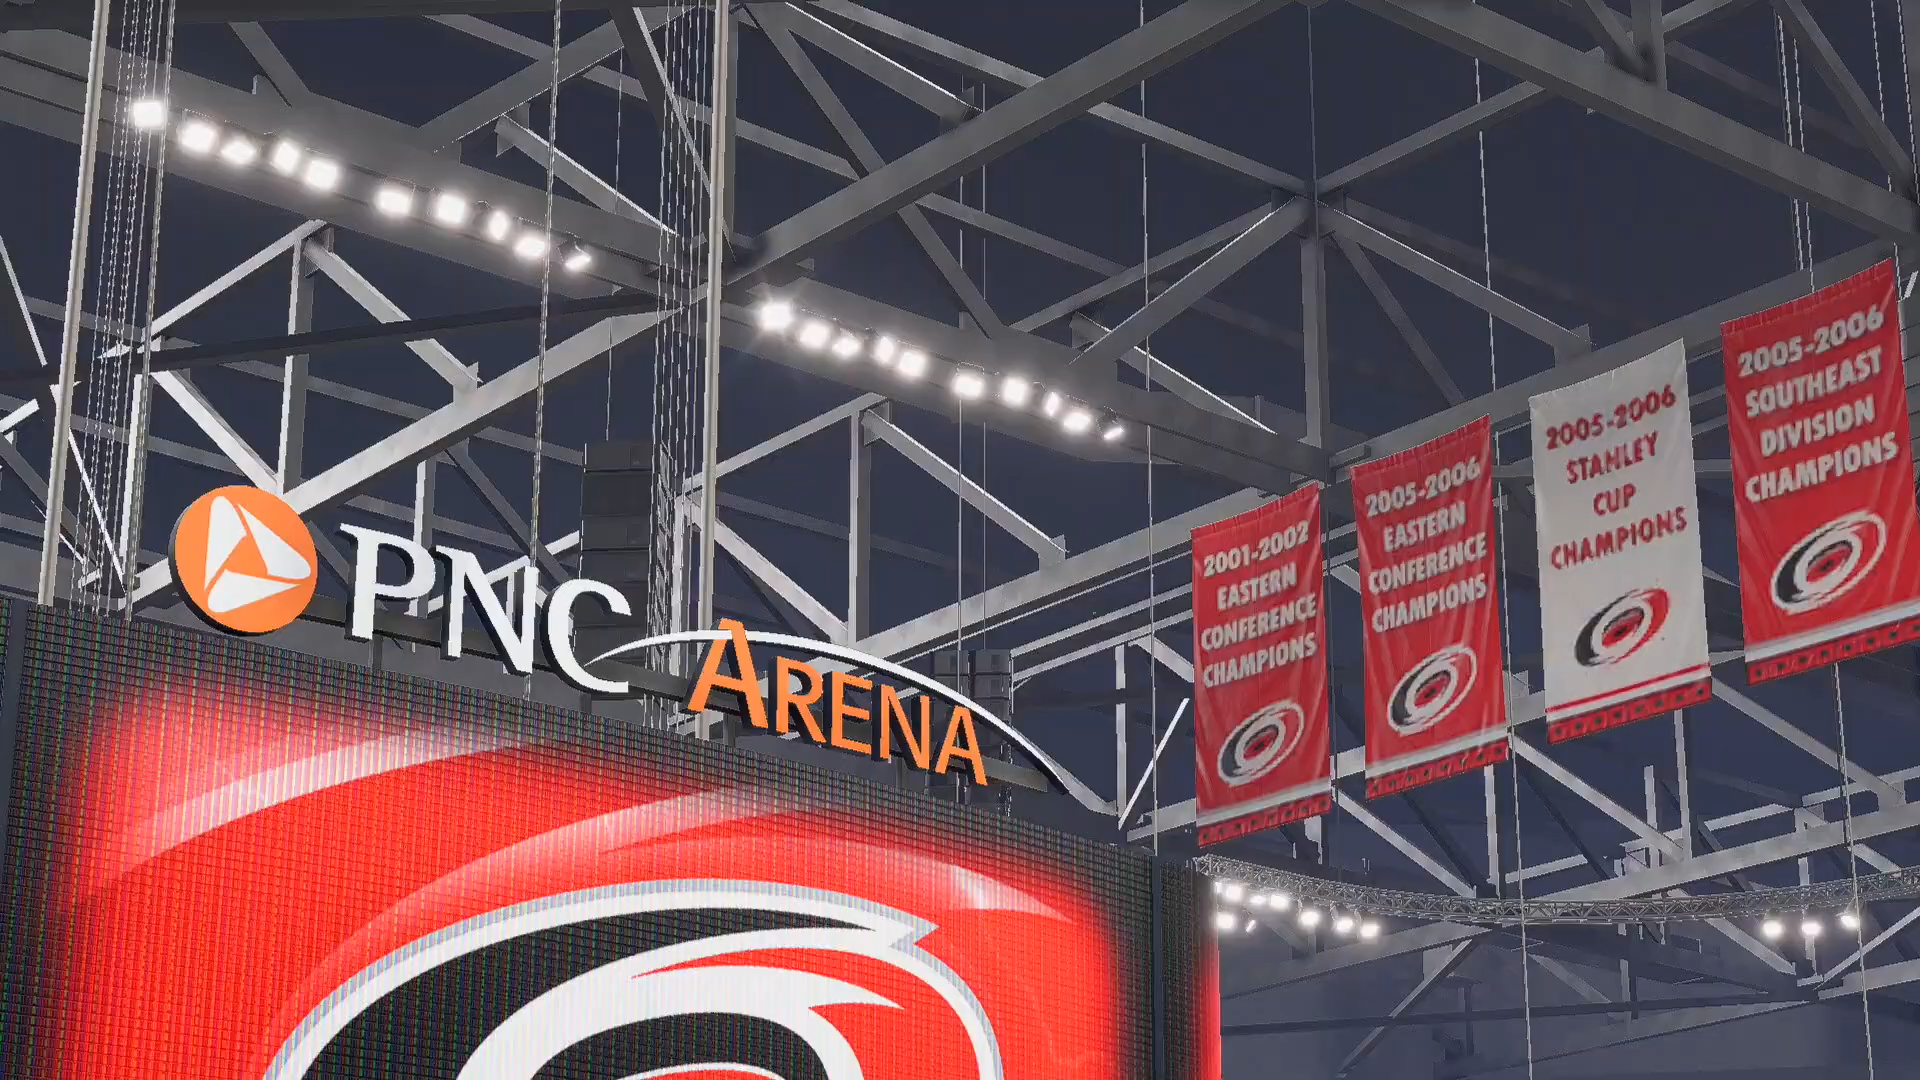 PNC
ARENA
2001-2002
EASTERN
CONFERENCE
CHAMPIONS
2005-2006
EASTERN
CONFERENCE
CHAMPIONS
2005-2006
STANLEY
CUP
CHAMPIONS
2005-2006
SOUTHEAST
DIVISION
CHAMPIONS